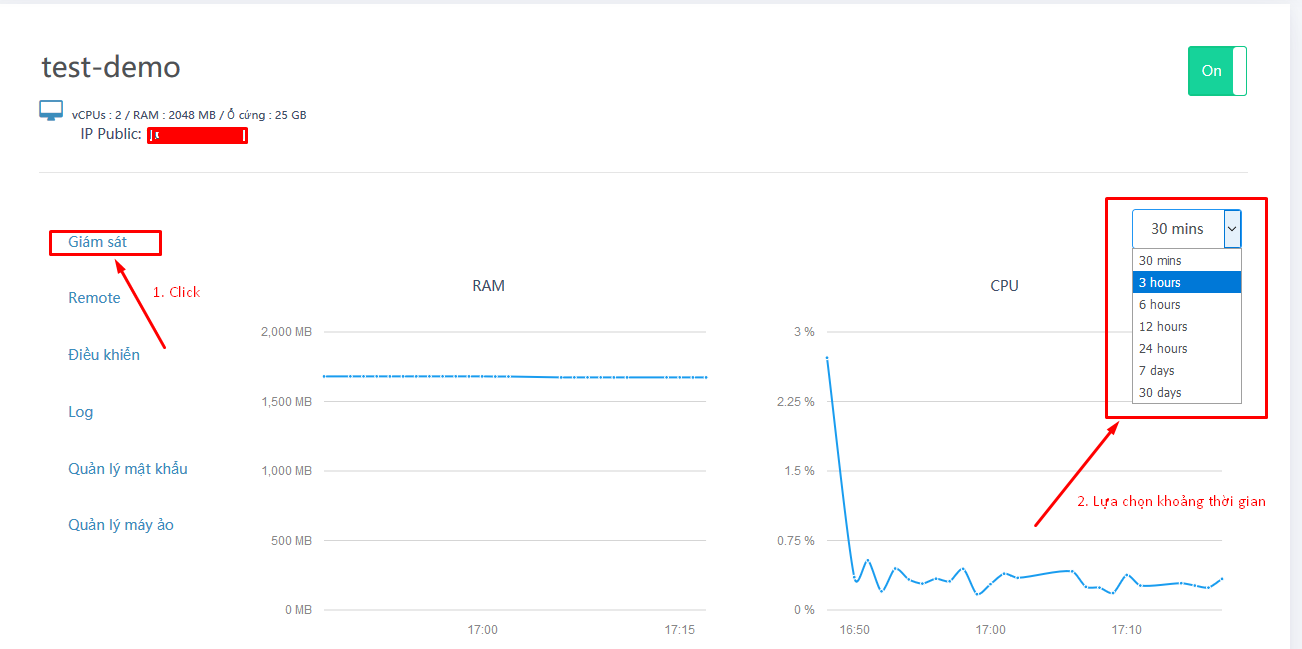 test-demo
On
vCPUs : 2 / RAM : 2048 MB / Ổ cứng : 25 GB
IP Public:
Giám sát
30 mins
30 mins
3 hours
6 hours
12 hours
24 hours
7 days
30 days
1. Click
Remote
Điều khiển
Log
Quản lý mật khẩu
Quản lý máy ảo
RAM
2,000 MB
1,500 MB
1,000 MB
500 MB
0 MB
17:00
17:15
CPU
3 %
2.25 %
1.5 %
0.75 %
0 %
16:50
17:00
17:10
2. Lựa chọn khoảng thời gian